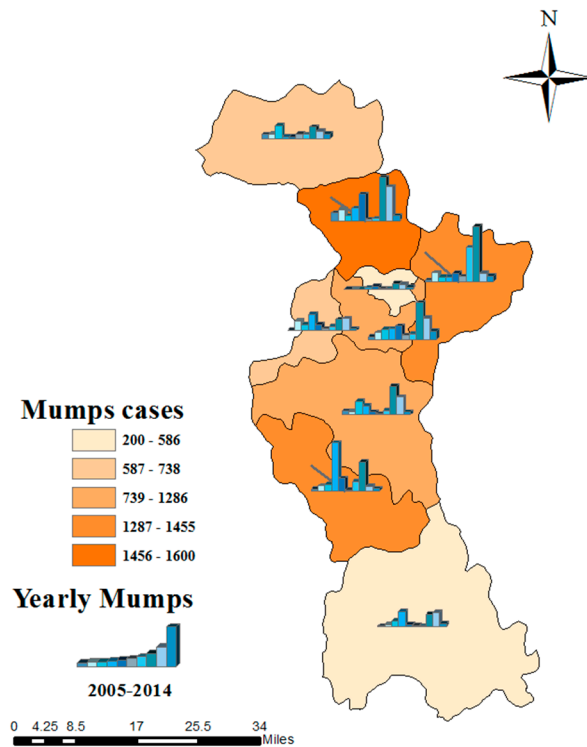 N
Mumps cases
200 - 586
587 - 738
739 - 1286
1287 - 1455
1456 - 1600
Yearly Mumps
2005-2014
0 4.25 8.5 17 25.5 34
Miles